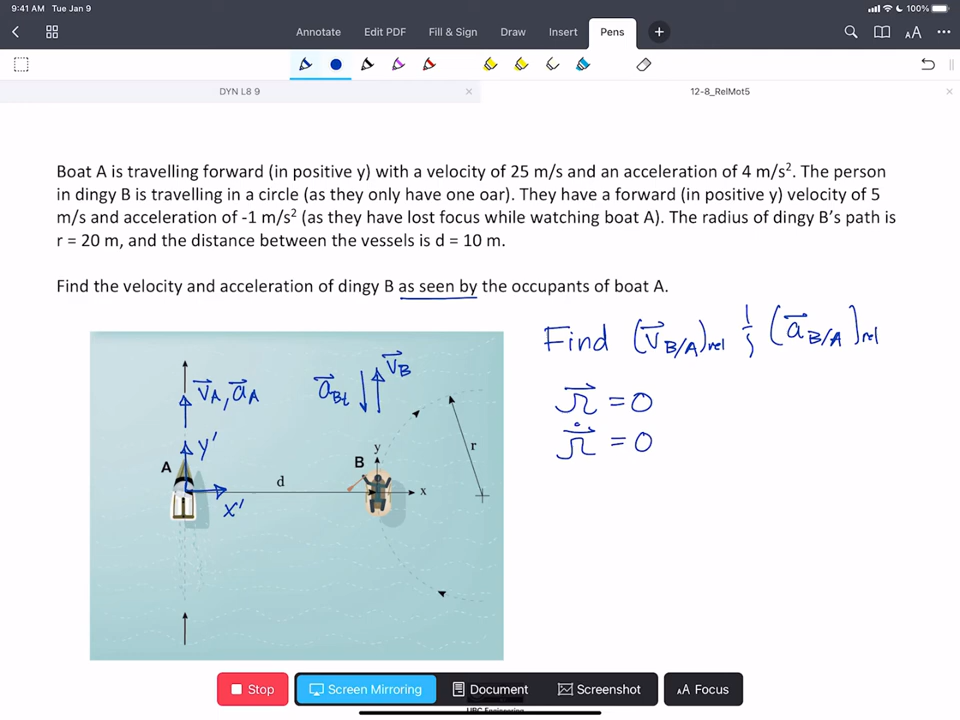 9:41 AM Tue Jan 9
100%
Annotate Edit PDF Fill & Sign Draw Insert Pens
AA
DYN L8 9
12-8_RelMot5
Boat A is travelling forward (in positive y) with a velocity of 25 m/s and an acceleration of 4 m/s². The person
in dingy B is travelling in a circle (as they only have one oar). They have a forward (in positive y) velocity of 5
m/s and acceleration of -1 m/s² (as they have lost focus while watching boat A). The radius of dingy B’s path is
r = 20 m, and the distance between the vessels is d = 10 m.
Find the velocity and acceleration of dingy B as seen by the occupants of boat A.
Find (v⃗B/A)rel & (a⃗B/A)rel
v⃗B
a⃗Bt
v⃗A, a⃗A
Ω⃗ = 0
Ω⃗̇ = 0
y'
y
r
A
B
d
x
x'
Stop Screen Mirroring Document Screenshot AA Focus
UBC Engineering